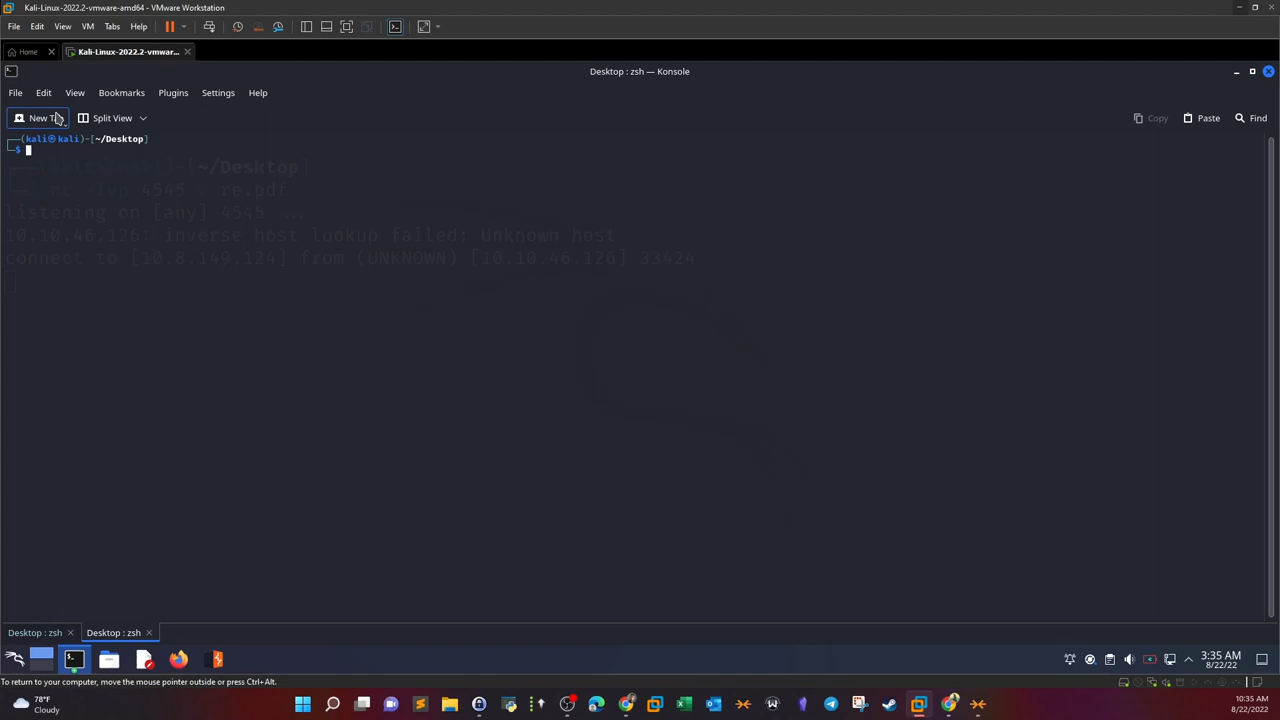 Kali-Linux-2022.2-vmware-amd64 - VMware Workstation
File Edit View VM Tabs Help
Home Kali-Linux-2022.2-vmwar...
Desktop : zsh — Konsole
File Edit View Bookmarks Plugins Settings Help
New Tab Split View Copy Paste Find
┌──(kali㉿kali)-[~/Desktop]
└─$
┌──(kali㉿kali)-[~/Desktop]
└─$ nc -lvp 4545 > re.pdf
listening on [any] 4545 ...
10.10.46.126: inverse host lookup failed: Unknown host
connect to [10.8.149.124] from (UNKNOWN) [10.10.46.126] 33424
Desktop : zsh Desktop : zsh
3:35 AM
8/22/22
To return to your computer, move the mouse pointer outside or press Ctrl+Alt.
78°F
Cloudy
10:35 AM
8/22/2022